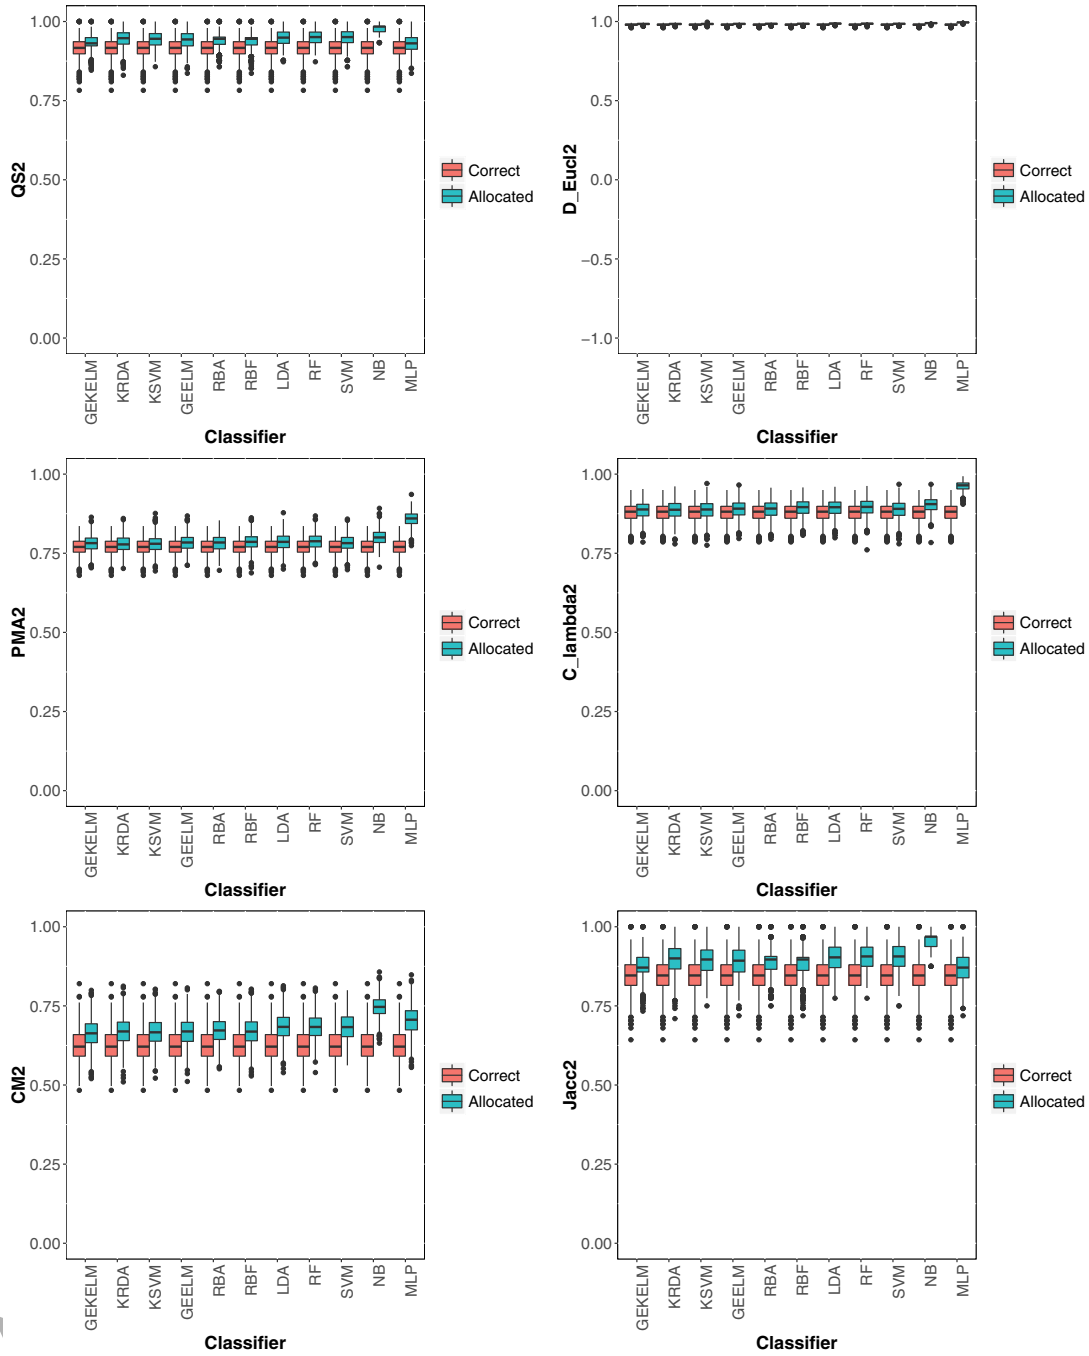 QS2
1.00
0.75
0.50
0.25
0.00
GEKELM KRDA KSVM GEELM RBA RBF LDA RF SVM NB MLP
Classifier
Correct
Allocated
D_Eucl2
1.0
0.5
0.0
−0.5
−1.0
GEKELM KRDA KSVM GEELM RBA RBF LDA RF SVM NB MLP
Classifier
Correct
Allocated
PMA2
1.00
0.75
0.50
0.25
0.00
GEKELM KRDA KSVM GEELM RBA RBF LDA RF SVM NB MLP
Classifier
Correct
Allocated
C_lambda2
1.00
0.75
0.50
0.25
0.00
GEKELM KRDA KSVM GEELM RBA RBF LDA RF SVM NB MLP
Classifier
Correct
Allocated
CM2
1.00
0.75
0.50
0.25
0.00
GEKELM KRDA KSVM GEELM RBA RBF LDA RF SVM NB MLP
Classifier
Correct
Allocated
Jacc2
1.00
0.75
0.50
0.25
0.00
GEKELM KRDA KSVM GEELM RBA RBF LDA RF SVM NB MLP
Classifier
Correct
Allocated